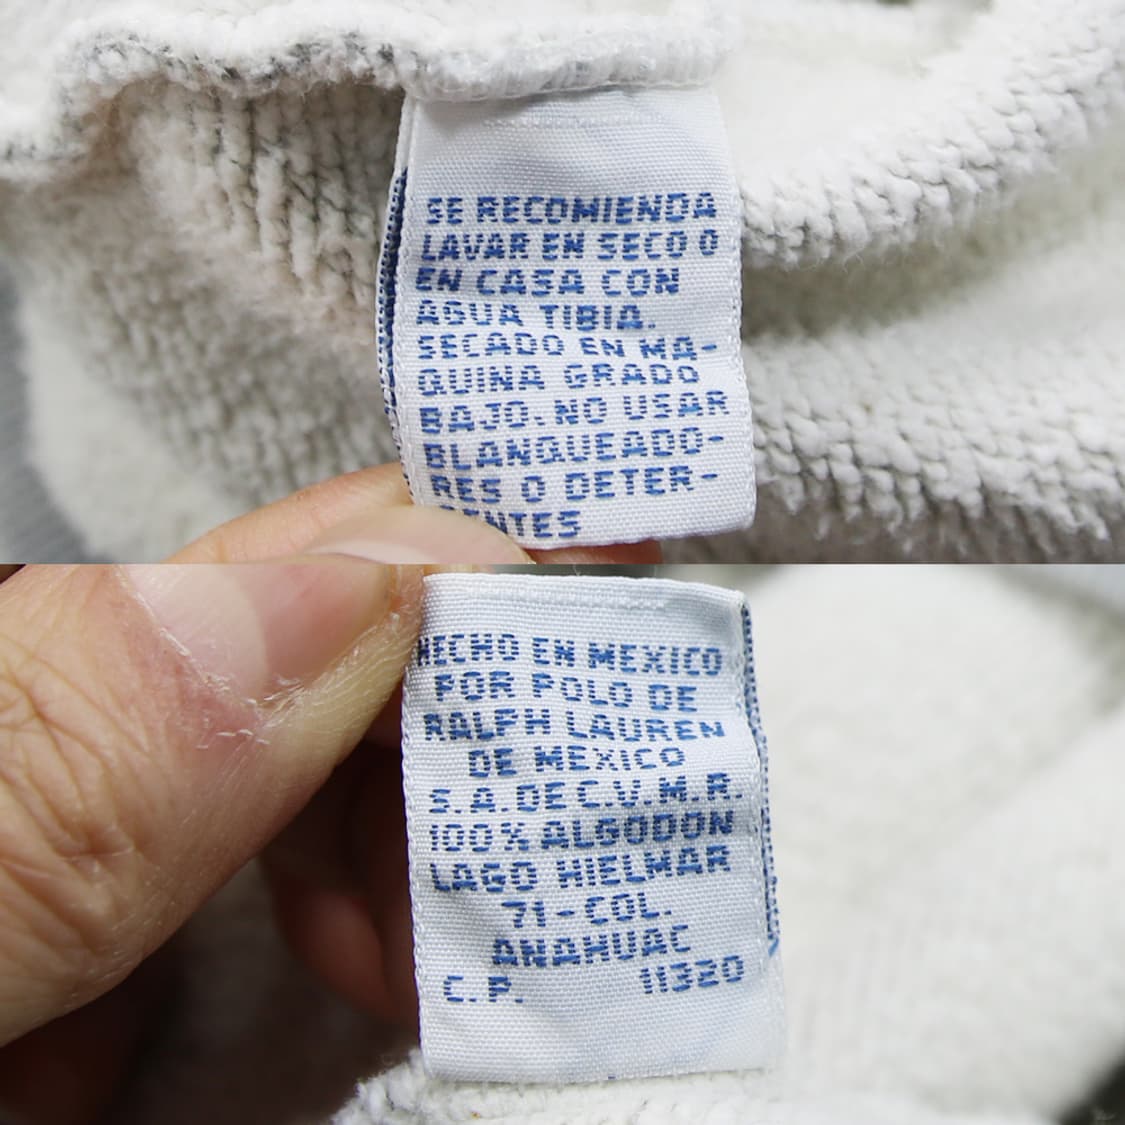 SE RECOMIENDA
LAVAR EN SECO O
EN CASA CON
AGUA TIBIA.
SECADO EN MA-
QUINA GRADO
BAJO. NO USAR
BLANQUEADO-
RES O DETER-
GENTES
HECHO EN MEXICO
POR POLO DE
RALPH LAUREN
DE MEXICO
S.A.DE C.V.M.R.
100% ALGODON
LAGO HIELMAR
71-COL.
ANAHUAC
C.P. 11320